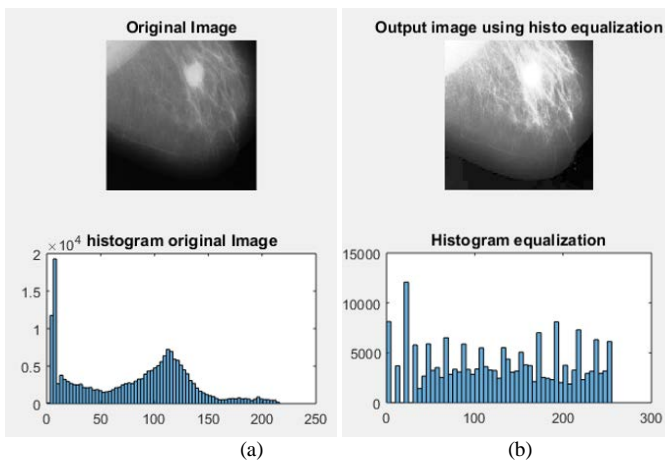 Original Image
Output image using histo equalization
×10^4 histogram original Image
2
1.5
1
0.5
0
0 50 100 150 200 250
Histogram equalization
15000
10000
5000
0
0 100 200 300
(a) (b)